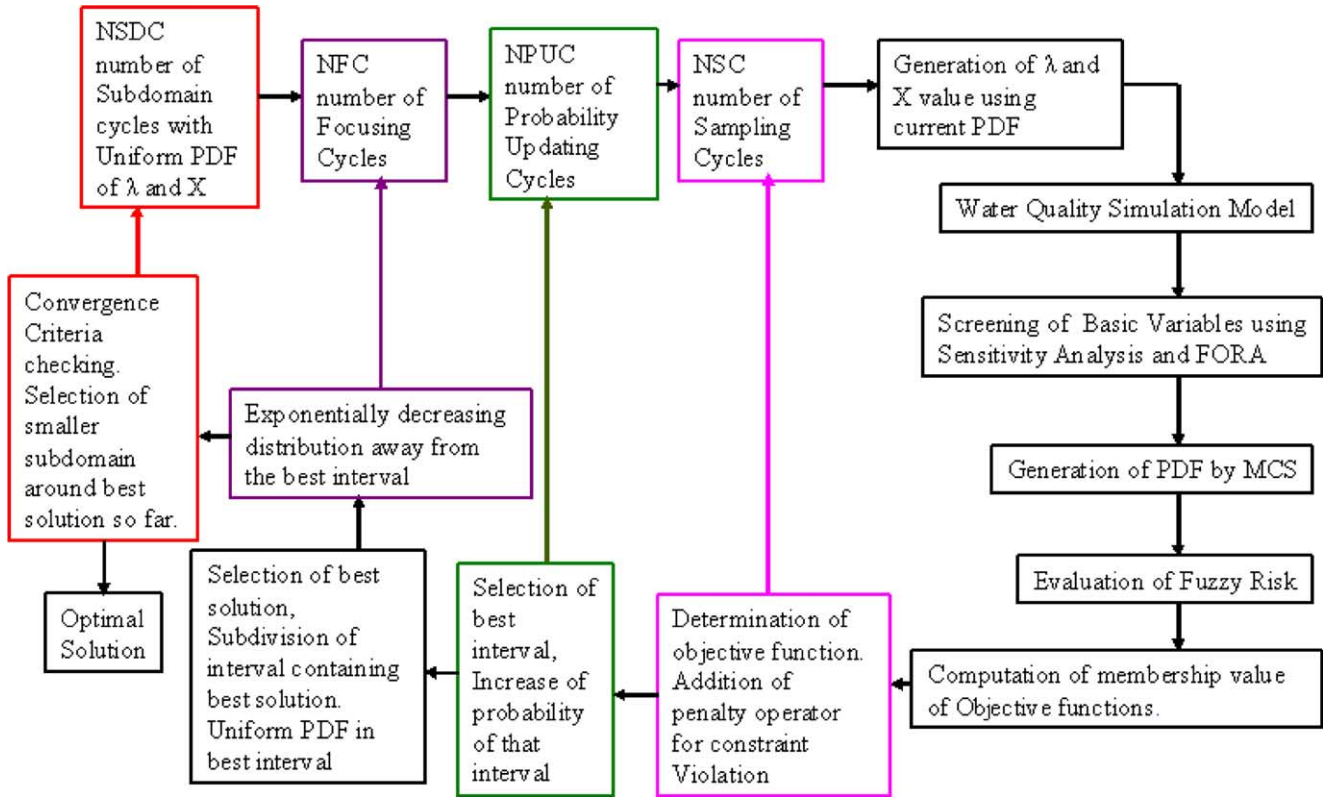 NSDC
number of
Subdomain
cycles with
Uniform PDF
of λ and X
NFC
number of
Focusing
Cycles
NPUC
number of
Probability
Updating
Cycles
NSC
number of
Sampling
Cycles
Generation of λ and
X value using
current PDF
Water Quality Simulation Model
Screening of Basic Variables using
Sensitivity Analysis and FORA
Generation of PDF by MCS
Evaluation of Fuzzy Risk
Computation of membership value
of Objective functions.
Determination of
objective function.
Addition of
penalty operator
for constraint
Violation
Selection of
best
interval,
Increase of
probability
of that
interval
Selection of best
solution,
Subdivision of
interval containing
best solution.
Uniform PDF in
best interval
Exponentially decreasing
distribution away from
the best interval
Convergence
Criteria
checking.
Selection of
smaller
subdomain
around best
solution so far.
Optimal
Solution